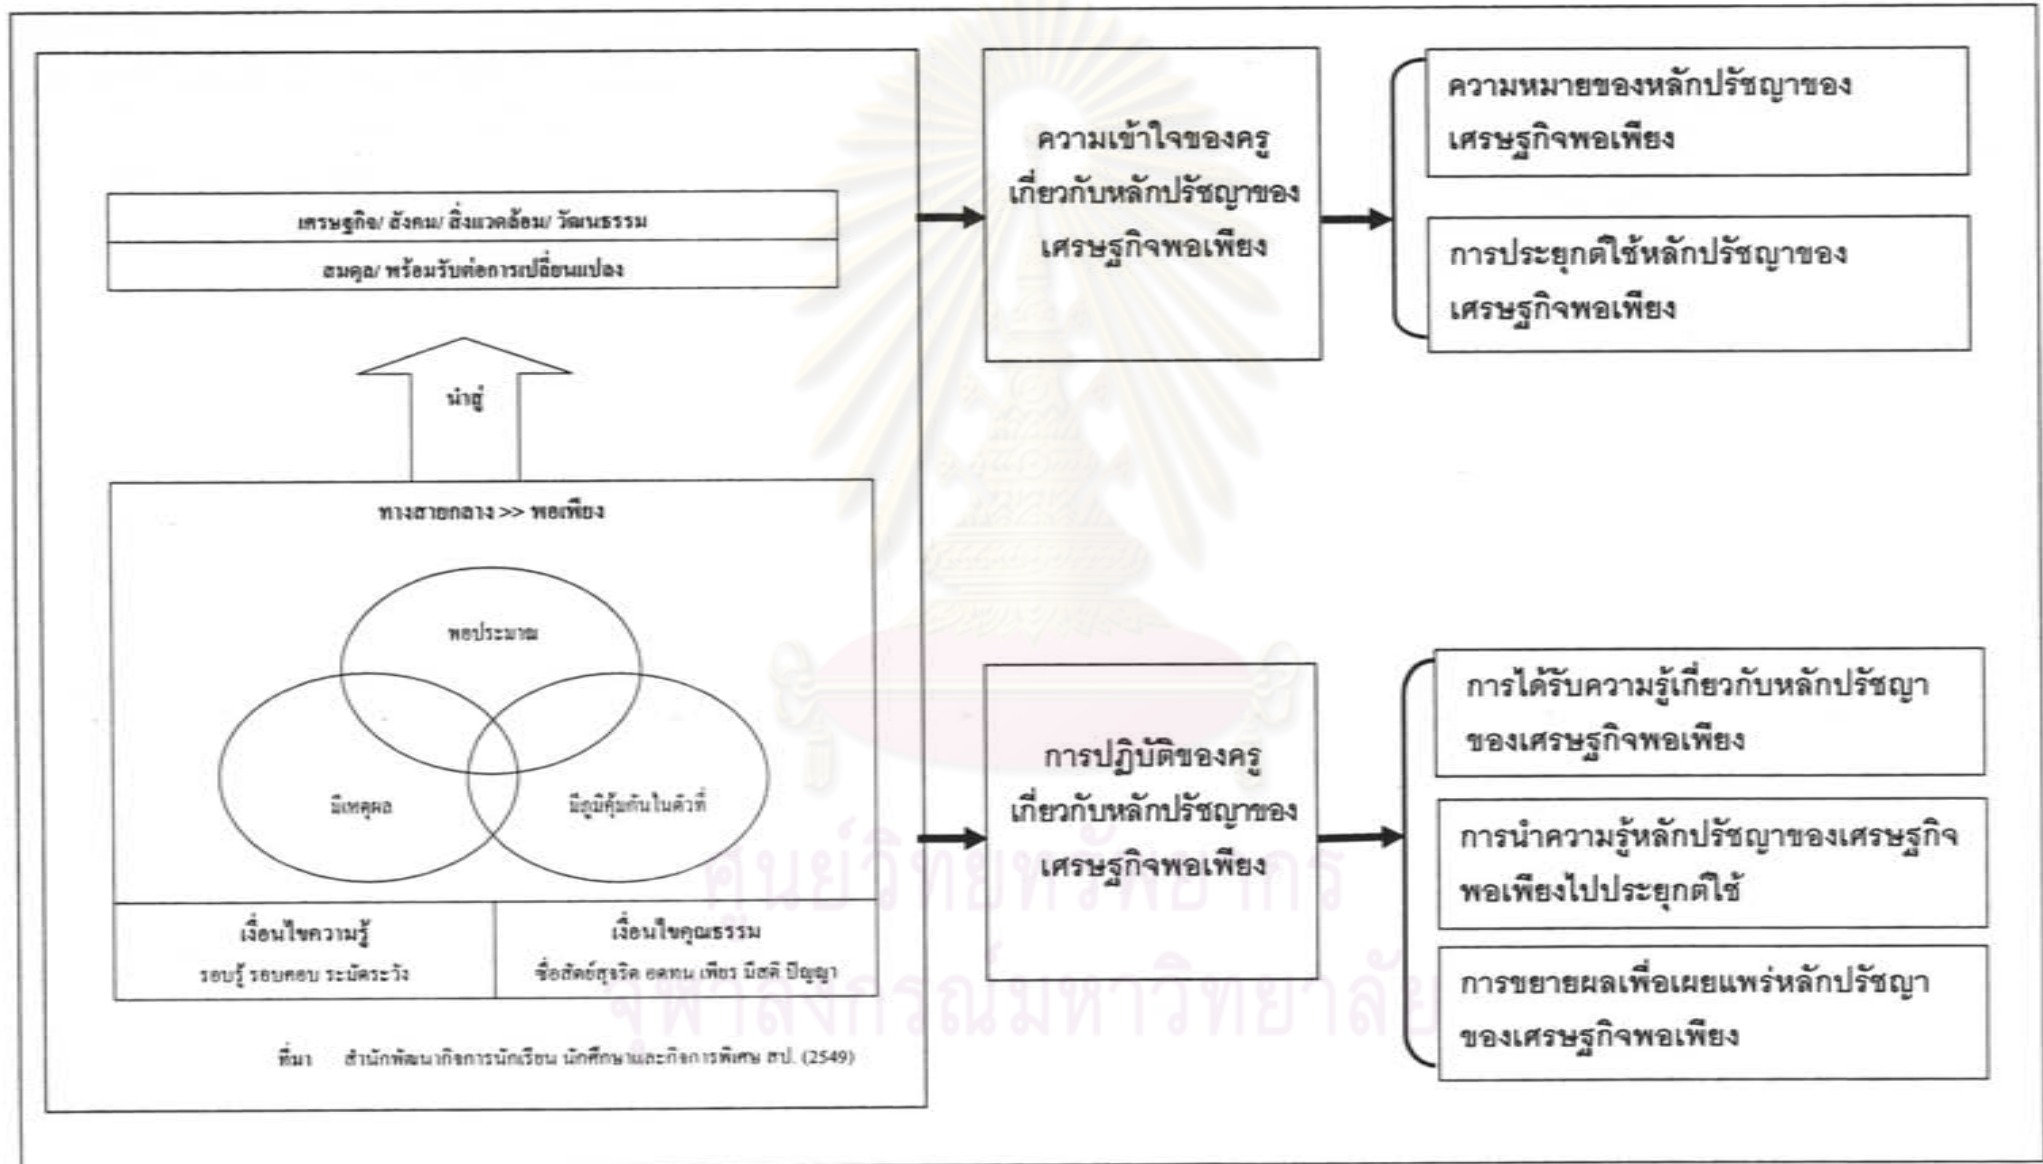 เศรษฐกิจ/ สังคม/ สิ่งแวดล้อม/ วัฒนธรรม
สมดุล/ พร้อมรับต่อการเปลี่ยนแปลง
นำสู่
ทางสายกลาง >> พอเพียง
พอประมาณ
มีเหตุผล
มีภูมิคุ้มกันในตัวที่
เงื่อนไขความรู้
รอบรู้ รอบคอบ ระมัดระวัง
เงื่อนไขคุณธรรม
ซื่อสัตย์สุจริต อดทน เพียร มีสติ ปัญญา
ที่มา สำนักพัฒนากิจการนักเรียน นักศึกษาและกิจการพิเศษ สป. (2549)
ความเข้าใจของครู
เกี่ยวกับหลักปรัชญาของ
เศรษฐกิจพอเพียง
ความหมายของหลักปรัชญาของ
เศรษฐกิจพอเพียง
การประยุกต์ใช้หลักปรัชญาของ
เศรษฐกิจพอเพียง
การปฏิบัติของครู
เกี่ยวกับหลักปรัชญาของ
เศรษฐกิจพอเพียง
การได้รับความรู้เกี่ยวกับหลักปรัชญา
ของเศรษฐกิจพอเพียง
การนำความรู้หลักปรัชญาของเศรษฐกิจ
พอเพียงไปประยุกต์ใช้
การขยายผลเพื่อเผยแพร่หลักปรัชญา
ของเศรษฐกิจพอเพียง
ศูนย์วิทยทรัพยากร
จุฬาลงกรณ์มหาวิทยาลัย